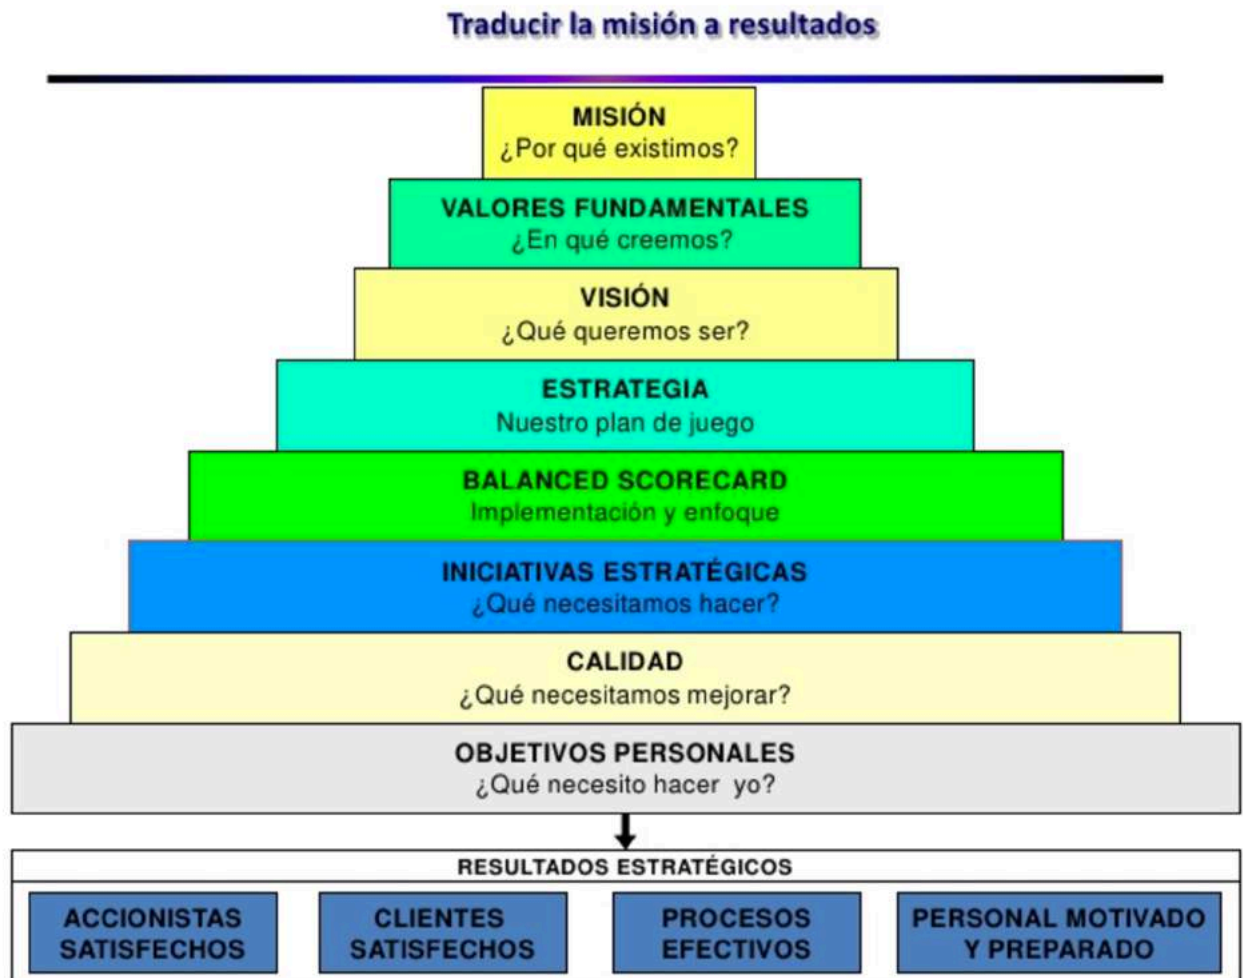 Traducir la misión a resultados
MISIÓN
¿Por qué existimos?
VALORES FUNDAMENTALES
¿En qué creemos?
VISIÓN
¿Qué queremos ser?
ESTRATEGIA
Nuestro plan de juego
BALANCED SCORECARD
Implementación y enfoque
INICIATIVAS ESTRATÉGICAS
¿Qué necesitamos hacer?
CALIDAD
¿Qué necesitamos mejorar?
OBJETIVOS PERSONALES
¿Qué necesito hacer yo?
RESULTADOS ESTRATÉGICOS
ACCIONISTAS
SATISFECHOS
CLIENTES
SATISFECHOS
PROCESOS
EFECTIVOS
PERSONAL MOTIVADO
Y PREPARADO